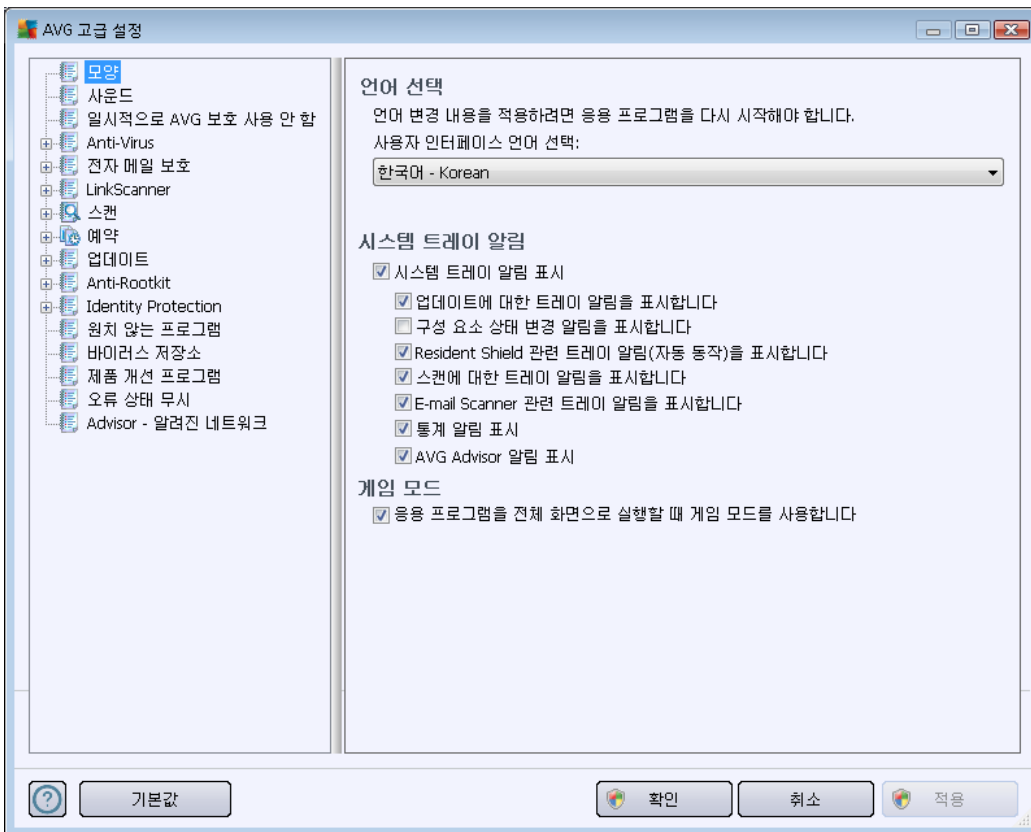 AVG 고급 설정
모양
사운드
일시적으로 AVG 보호 사용 안 함
Anti-Virus
전자 메일 보호
LinkScanner
스캔
예약
업데이트
Anti-Rootkit
Identity Protection
원치 않는 프로그램
바이러스 저장소
제품 개선 프로그램
오류 상태 무시
Advisor - 알려진 네트워크
언어 선택
언어 변경 내용을 적용하려면 응용 프로그램을 다시 시작해야 합니다.
사용자 인터페이스 언어 선택:
한국어 - Korean
시스템 트레이 알림
시스템 트레이 알림 표시
업데이트에 대한 트레이 알림을 표시합니다
구성 요소 상태 변경 알림을 표시합니다
Resident Shield 관련 트레이 알림(자동 동작)을 표시합니다
스캔에 대한 트레이 알림을 표시합니다
E-mail Scanner 관련 트레이 알림을 표시합니다
통계 알림 표시
AVG Advisor 알림 표시
게임 모드
응용 프로그램을 전체 화면으로 실행할 때 게임 모드를 사용합니다
기본값
확인
취소
적용